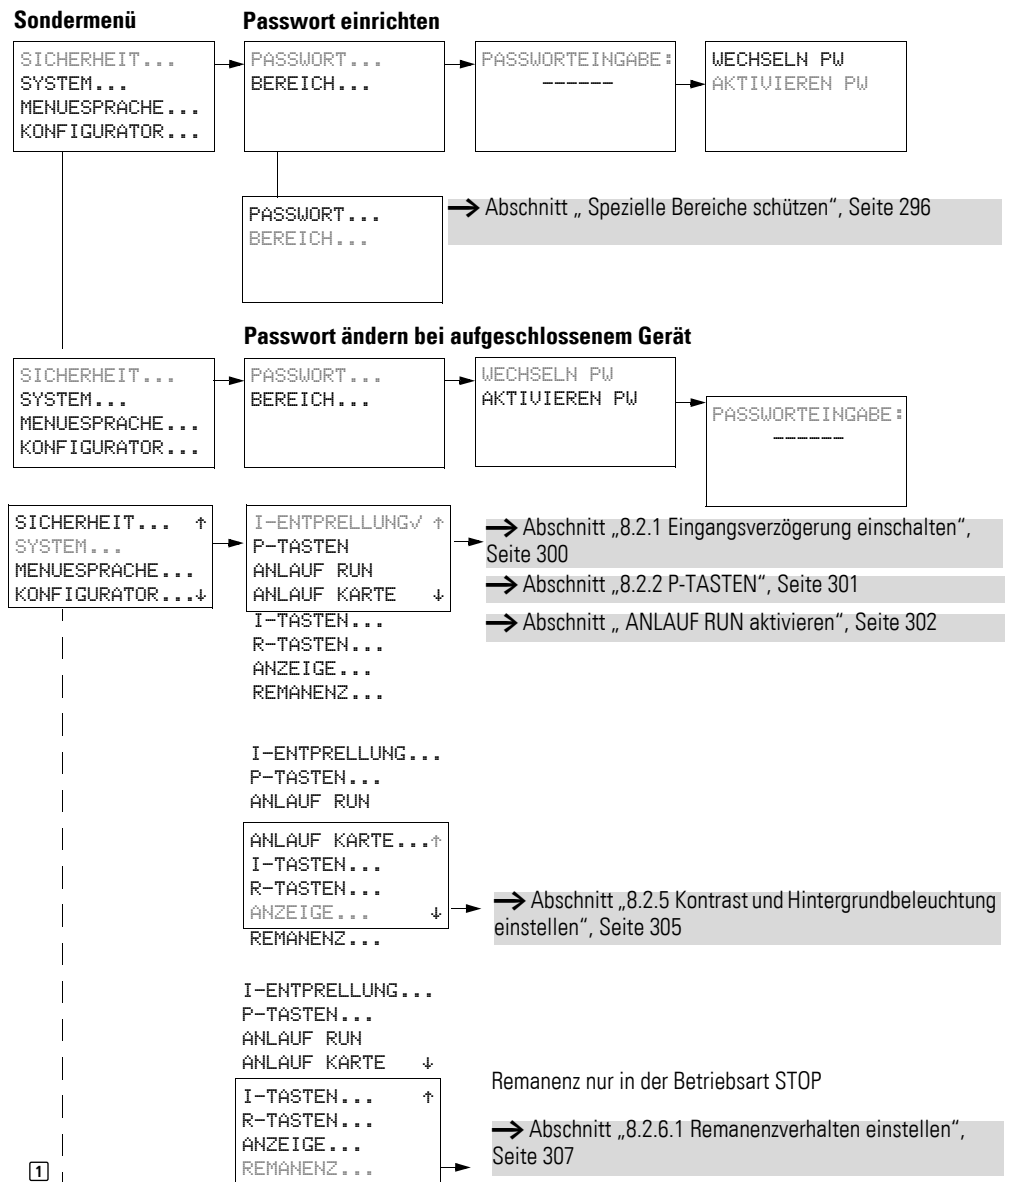 Sondermenü
Passwort einrichten
SICHERHEIT...
SYSTEM...
MENUESPRACHE...
KONFIGURATOR...
PASSWORT...
BEREICH...
PASSWORTEINGABE:
------
WECHSELN PW
AKTIVIEREN PW
PASSWORT...
BEREICH...
→ Abschnitt „ Spezielle Bereiche schützen“, Seite 296
Passwort ändern bei aufgeschlossenem Gerät
SICHERHEIT...
SYSTEM...
MENUESPRACHE...
KONFIGURATOR...
PASSWORT...
BEREICH...
WECHSELN PW
AKTIVIEREN PW
PASSWORTEINGABE:
------
SICHERHEIT... ↑
SYSTEM...
MENUESPRACHE...
KONFIGURATOR...↓
I-ENTPRELLUNG√ ↑
P-TASTEN
ANLAUF RUN
ANLAUF KARTE ↓
I-TASTEN...
R-TASTEN...
ANZEIGE...
REMANENZ...
→ Abschnitt „8.2.1 Eingangsverzögerung einschalten“,
Seite 300
→ Abschnitt „8.2.2 P-TASTEN“, Seite 301
→ Abschnitt „ ANLAUF RUN aktivieren“, Seite 302
I-ENTPRELLUNG...
P-TASTEN...
ANLAUF RUN
ANLAUF KARTE...↑
I-TASTEN...
R-TASTEN...
ANZEIGE... ↓
REMANENZ...
→ Abschnitt „8.2.5 Kontrast und Hintergrundbeleuchtung
einstellen“, Seite 305
I-ENTPRELLUNG...
P-TASTEN...
ANLAUF RUN
ANLAUF KARTE ↓
I-TASTEN... ↑
R-TASTEN...
ANZEIGE...
REMANENZ...
Remanenz nur in der Betriebsart STOP
→ Abschnitt „8.2.6.1 Remanenzverhalten einstellen“,
Seite 307
1